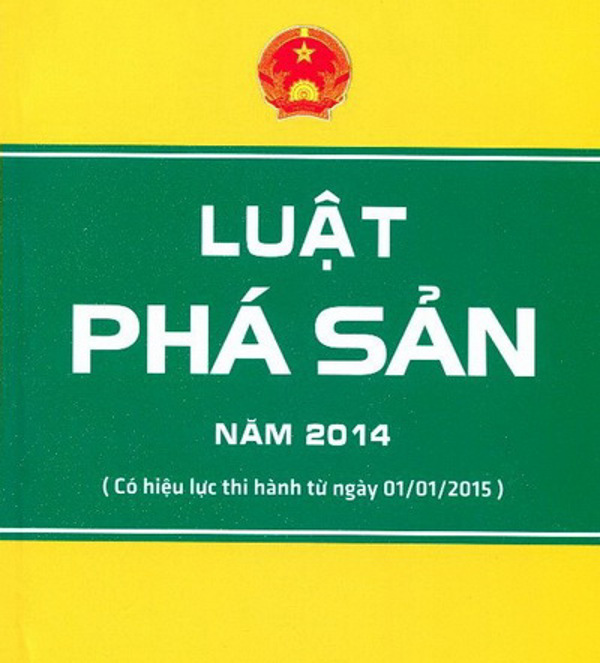 LUẬT
PHÁ SẢN
NĂM 2014
( Có hiệu lực thi hành từ ngày 01/01/2015 )